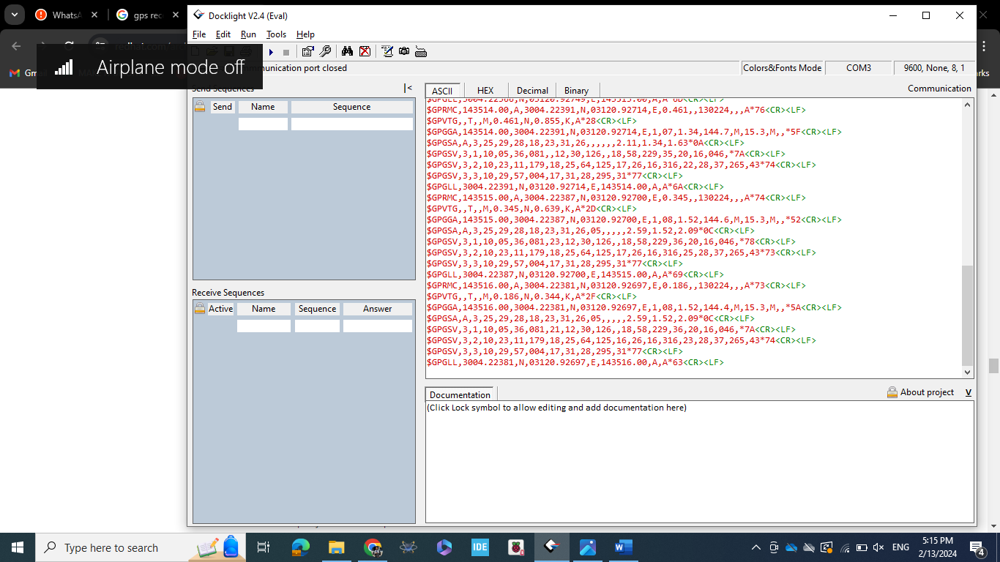 WhatsA
gps rec
Docklight V2.4 (Eval)
File Edit Run Tools Help
Airplane mode off
Communication port closed
Colors&Fonts Mode
COM3
9600, None, 8, 1
Send Sequences
|<
Send Name Sequence
Receive Sequences
Active Name Sequence Answer
ASCII HEX Decimal Binary
Communication
$GPGLL,3004.22388,N,03120.92749,E,143513.00,A,A*6D<CR><LF>
$GPRMC,143514.00,A,3004.22391,N,03120.92714,E,0.461,,130224,,,A*76<CR><LF>
$GPVTG,,T,,M,0.461,N,0.855,K,A*28<CR><LF>
$GPGGA,143514.00,3004.22391,N,03120.92714,E,1,07,1.34,144.7,M,15.3,M,,*5F<CR><LF>
$GPGSA,A,3,25,29,28,18,23,31,26,,,,,,2.11,1.34,1.63*0A<CR><LF>
$GPGSV,3,1,10,05,36,081,,12,30,126,,18,58,229,35,20,16,046,*7A<CR><LF>
$GPGSV,3,2,10,23,11,179,18,25,64,125,17,26,16,316,22,28,37,265,43*74<CR><LF>
$GPGSV,3,3,10,29,57,004,17,31,28,295,31*77<CR><LF>
$GPGLL,3004.22391,N,03120.92714,E,143514.00,A,A*6A<CR><LF>
$GPRMC,143515.00,A,3004.22387,N,03120.92700,E,0.345,,130224,,,A*74<CR><LF>
$GPVTG,,T,,M,0.345,N,0.639,K,A*2D<CR><LF>
$GPGGA,143515.00,3004.22387,N,03120.92700,E,1,08,1.52,144.6,M,15.3,M,,*52<CR><LF>
$GPGSA,A,3,25,29,28,18,23,31,26,05,,,,,2.59,1.52,2.09*0C<CR><LF>
$GPGSV,3,1,10,05,36,081,23,12,30,126,,18,58,229,36,20,16,046,*78<CR><LF>
$GPGSV,3,2,10,23,11,179,18,25,64,125,17,26,16,316,25,28,37,265,43*73<CR><LF>
$GPGSV,3,3,10,29,57,004,17,31,28,295,31*77<CR><LF>
$GPGLL,3004.22387,N,03120.92700,E,143515.00,A,A*69<CR><LF>
$GPRMC,143516.00,A,3004.22381,N,03120.92697,E,0.186,,130224,,,A*73<CR><LF>
$GPVTG,,T,,M,0.186,N,0.344,K,A*2F<CR><LF>
$GPGGA,143516.00,3004.22381,N,03120.92697,E,1,08,1.52,144.4,M,15.3,M,,*5A<CR><LF>
$GPGSA,A,3,25,29,28,18,23,31,26,05,,,,,2.59,1.52,2.09*0C<CR><LF>
$GPGSV,3,1,10,05,36,081,21,12,30,126,,18,58,229,36,20,16,046,*7A<CR><LF>
$GPGSV,3,2,10,23,11,179,18,25,64,125,16,26,16,316,23,28,37,265,43*74<CR><LF>
$GPGSV,3,3,10,29,57,004,17,31,28,295,31*77<CR><LF>
$GPGLL,3004.22381,N,03120.92697,E,143516.00,A,A*63<CR><LF>
Documentation
About project V
(Click Lock symbol to allow editing and add documentation here)
Type here to search
IDE
ENG
5:15 PM
2/13/2024
4